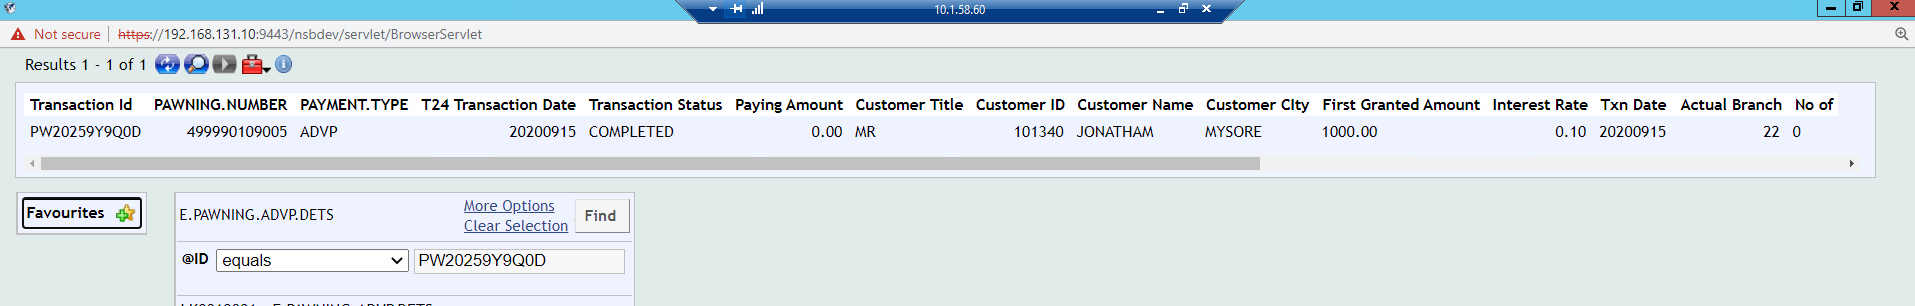 10.1.58.60
Not secure | https://192.168.131.10:9443/nsbdev/servlet/BrowserServlet
Results 1 - 1 of 1
Transaction Id PAWNING.NUMBER PAYMENT.TYPE T24 Transaction Date Transaction Status Paying Amount Customer Title Customer ID Customer Name Customer CIty First Granted Amount Interest Rate Txn Date Actual Branch No of
PW20259Y9Q0D 499990109005 ADVP 20200915 COMPLETED 0.00 MR 101340 JONATHAM MYSORE 1000.00 0.10 20200915 22 0
Favourites
E.PAWNING.ADVP.DETS
More Options
Clear Selection
Find
@ID equals PW20259Y9Q0D